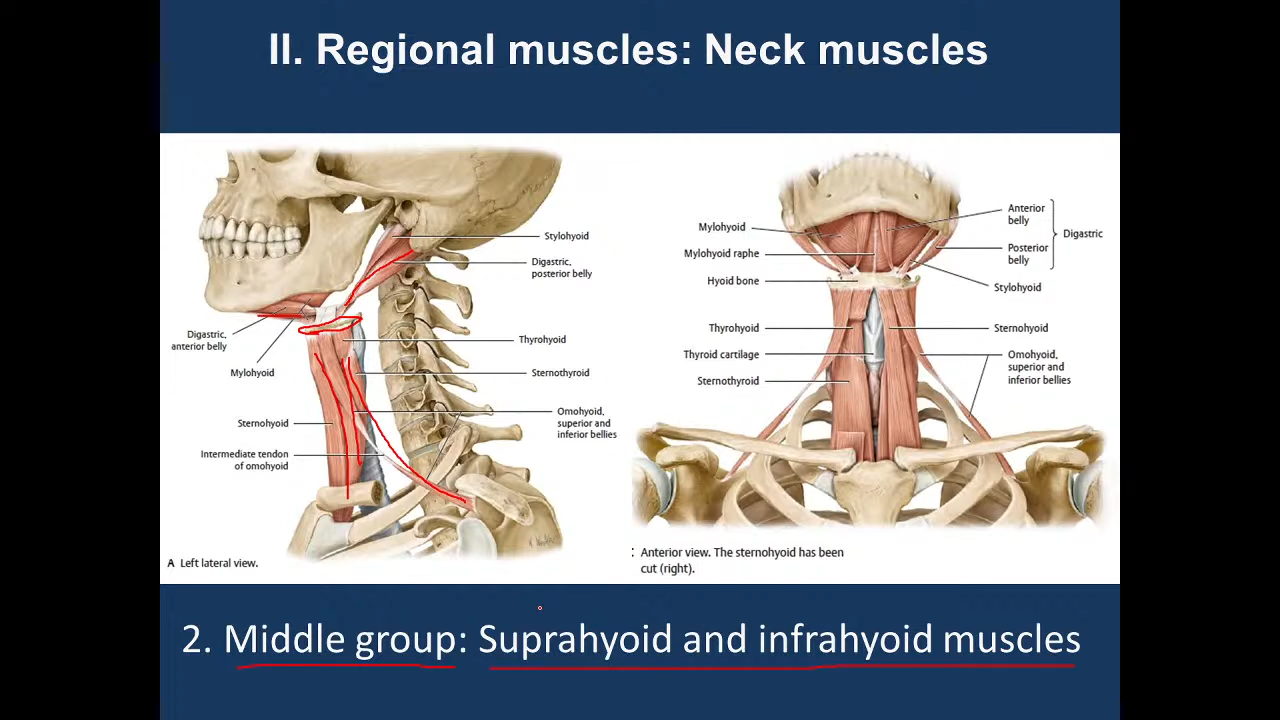 II. Regional muscles: Neck muscles
Stylohyoid
Digastric,
posterior belly
Digastric,
anterior belly
Mylohyoid
Thyrohyoid
Sternothyroid
Sternohyoid
Omohyoid,
superior and
inferior bellies
Intermediate tendon
of omohyoid
A Left lateral view.
Mylohyoid
Mylohyoid raphe
Hyoid bone
Thyrohyoid
Thyroid cartilage
Sternothyroid
Anterior
belly
Posterior
belly
Digastric
Stylohyoid
Sternohyoid
Omohyoid,
superior and
inferior bellies
: Anterior view. The sternohyoid has been
cut (right).
2. Middle group: Suprahyoid and infrahyoid muscles